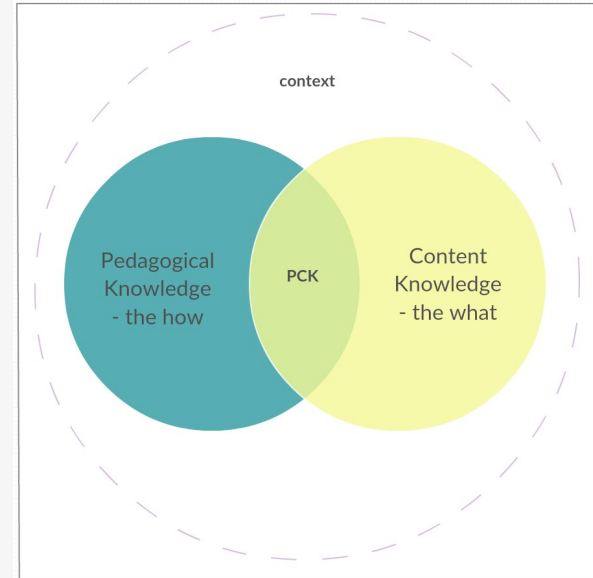 context
Pedagogical
Knowledge
- the how
PCK
Content
Knowledge
- the what